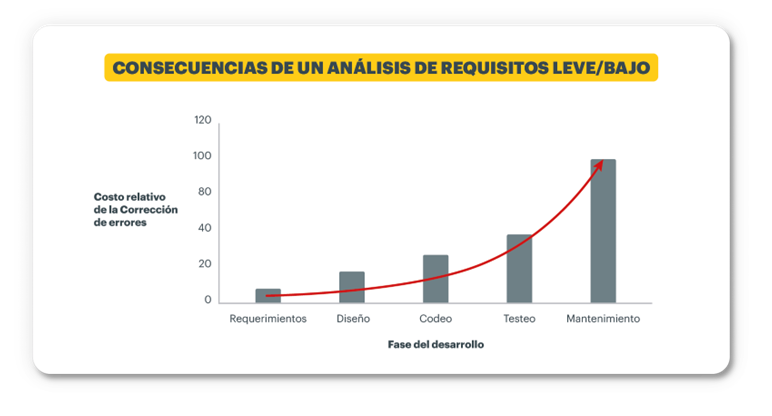 CONSECUENCIAS DE UN ANÁLISIS DE REQUISITOS LEVE/BAJO
120
100
80
40
20
0
Costo relativo
de la Corrección
de errores
Requerimientos
Diseño
Codeo
Testeo
Mantenimiento
Fase del desarrollo